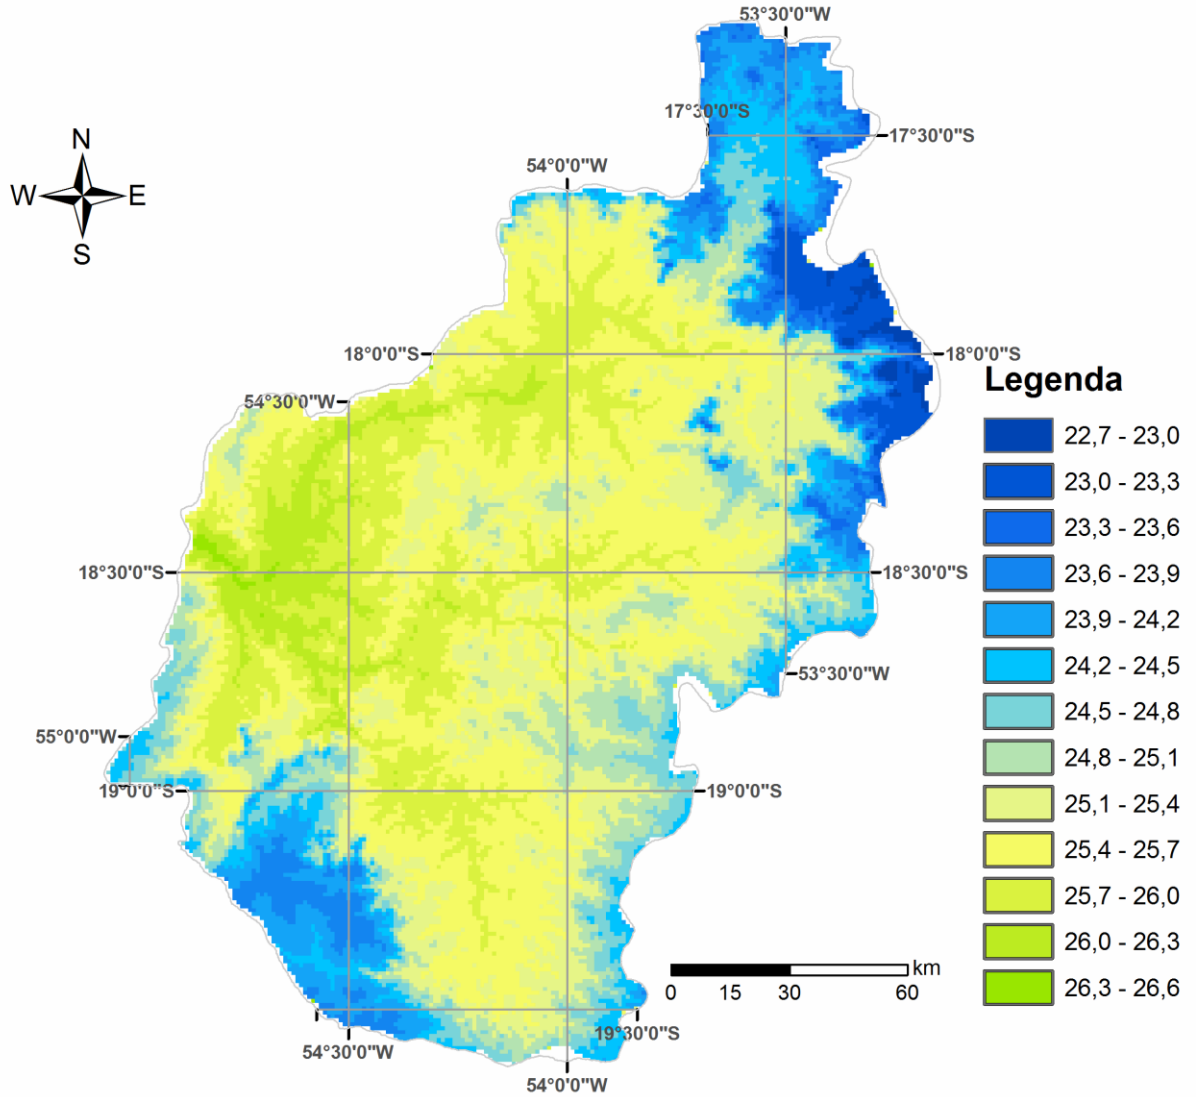 53°30'0"W
17°30'0"S
17°30'0"S
N
54°0'0"W
W
E
S
18°0'0"S
18°0'0"S
Legenda
54°30'0"W
22,7 - 23,0
23,0 - 23,3
23,3 - 23,6
18°30'0"S
18°30'0"S
23,6 - 23,9
23,9 - 24,2
24,2 - 24,5
53°30'0"W
24,5 - 24,8
55°0'0"W
24,8 - 25,1
19°0'0"S
19°0'0"S
25,1 - 25,4
25,4 - 25,7
25,7 - 26,0
26,0 - 26,3
km
26,3 - 26,6
0 15 30 60
19°30'0"S
54°30'0"W
54°0'0"W